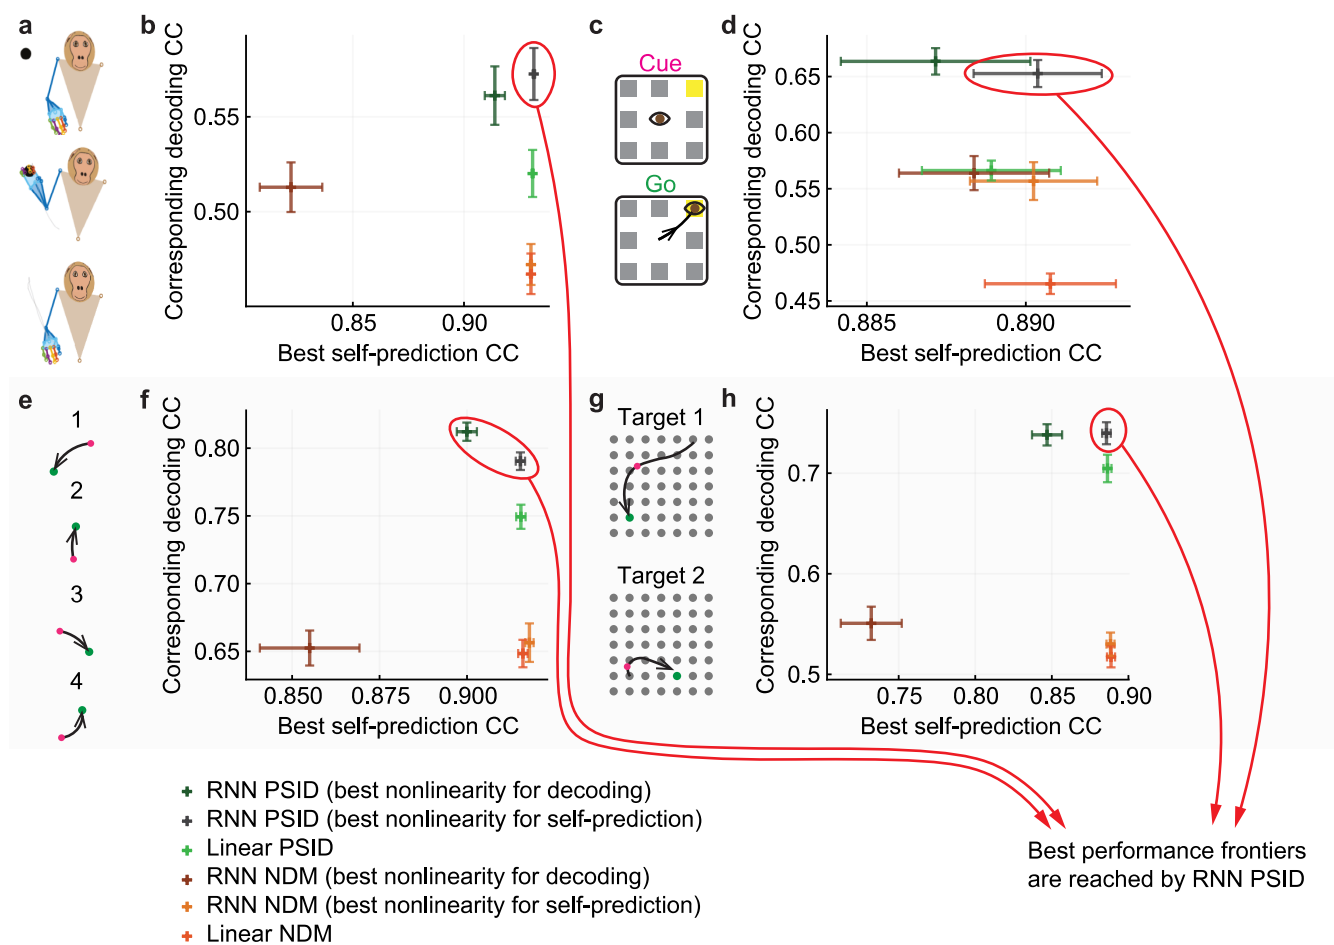 a
b
Corresponding decoding CC
0.55
0.50
0.85
0.90
Best self-prediction CC
c
Cue
Go
d
Corresponding decoding CC
0.65
0.60
0.55
0.50
0.45
0.885
0.890
Best self-prediction CC
e
1
2
3
4
f
Corresponding decoding CC
0.80
0.75
0.70
0.65
0.850
0.875
0.900
Best self-prediction CC
g
Target 1
Target 2
h
Corresponding decoding CC
0.7
0.6
0.5
0.75
0.80
0.85
0.90
Best self-prediction CC
RNN PSID (best nonlinearity for decoding)
RNN PSID (best nonlinearity for self-prediction)
Linear PSID
RNN NDM (best nonlinearity for decoding)
RNN NDM (best nonlinearity for self-prediction)
Linear NDM
Best performance frontiers
are reached by RNN PSID